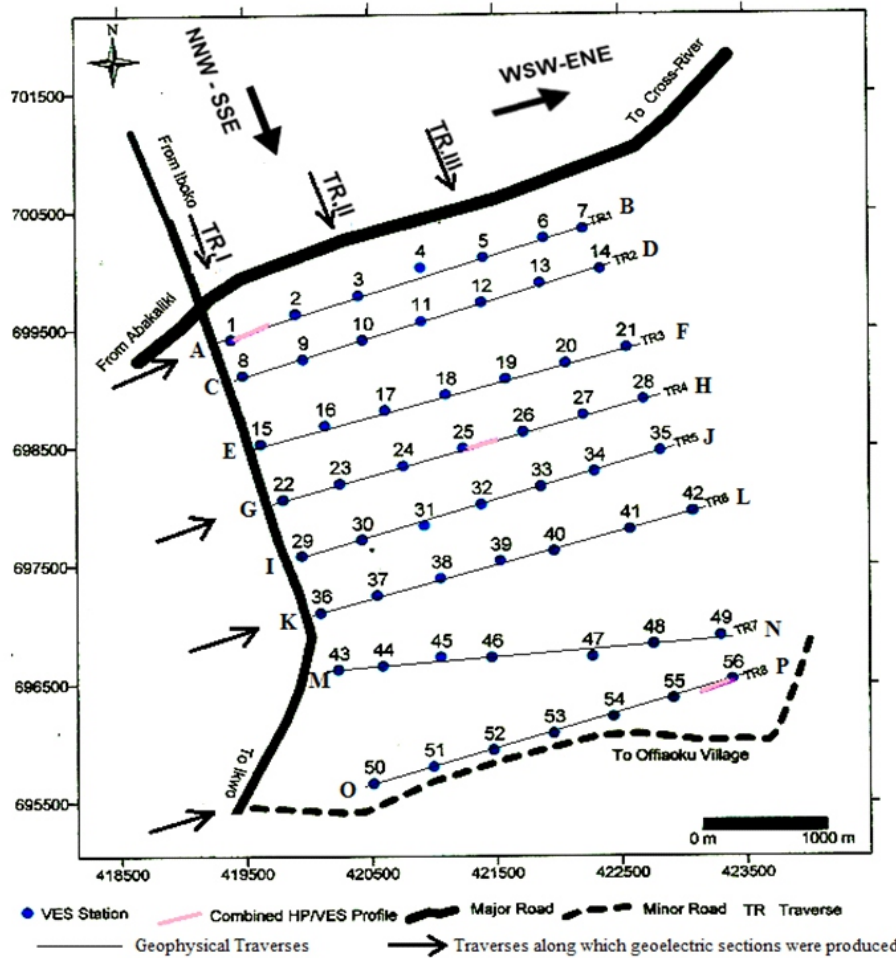 N
NNW - SSE
WSW-ENE
To Cross-River
701500
From Iboko
TR.I
TR.II
TR.III
700500
1 2 3 4 5 6 7 TR1 B
8 9 10 11 12 13 14 TR2 D
699500
From Abakaliki
A
C
15 16 17 18 19 20 21 TR3 F
698500
E
22 23 24 25 26 27 28 TR4 H
G
29 30 31 32 33 34 35 TR5 J
697500
I
36 37 38 39 40 41 42 TR6 L
K
43 44 45 46 47 48 49 TR7 N
696500
M
50 51 52 53 54 55 56 TR8 P
To Ikwo
To Offiaoku Village
O
695500
0 m 1000 m
418500 419500 420500 421500 422500 423500
VES Station Combined HP/VES Profile Major Road Minor Road TR Traverse
Geophysical Traverses Traverses along which geoelectric sections were produced